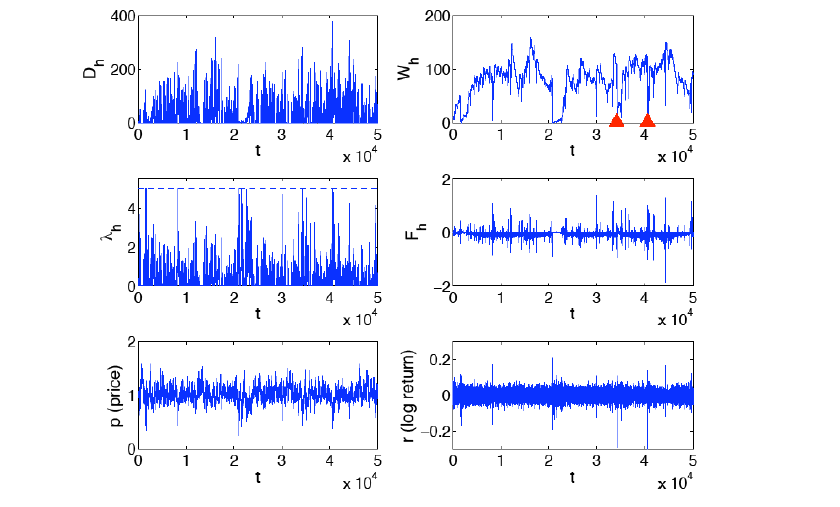 400
200
0
D_h
0 1 2 3 4 5
t
x 10^4
200
100
0
W_h
0 1 2 3 4 5
t
x 10^4
4
2
0
λ_h
0 1 2 3 4 5
t
x 10^4
2
0
−2
F_h
0 1 2 3 4 5
t
x 10^4
2
1
0
p (price)
0 1 2 3 4 5
t
x 10^4
0.2
0
−0.2
r (log return)
0 1 2 3 4 5
t
x 10^4